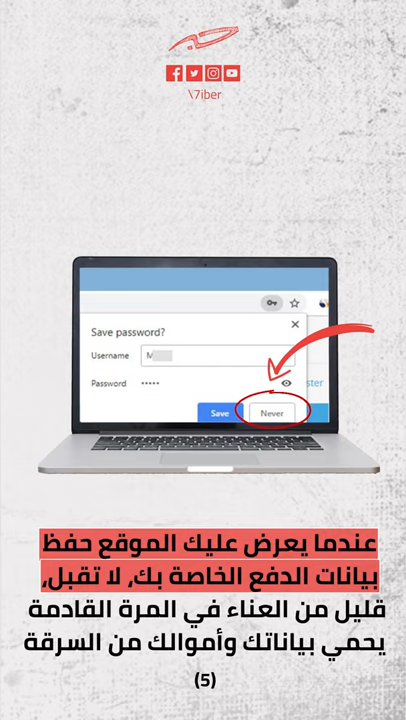 حبر
\7iber
Save password?
Username M
Password •••••
ster
Save Never
عندما يعرض عليك الموقع حفظ
بيانات الدفع الخاصة بك، لا تقبل،
قليل من العناء في المرة القادمة
يحمي بياناتك وأموالك من السرقة
(5)